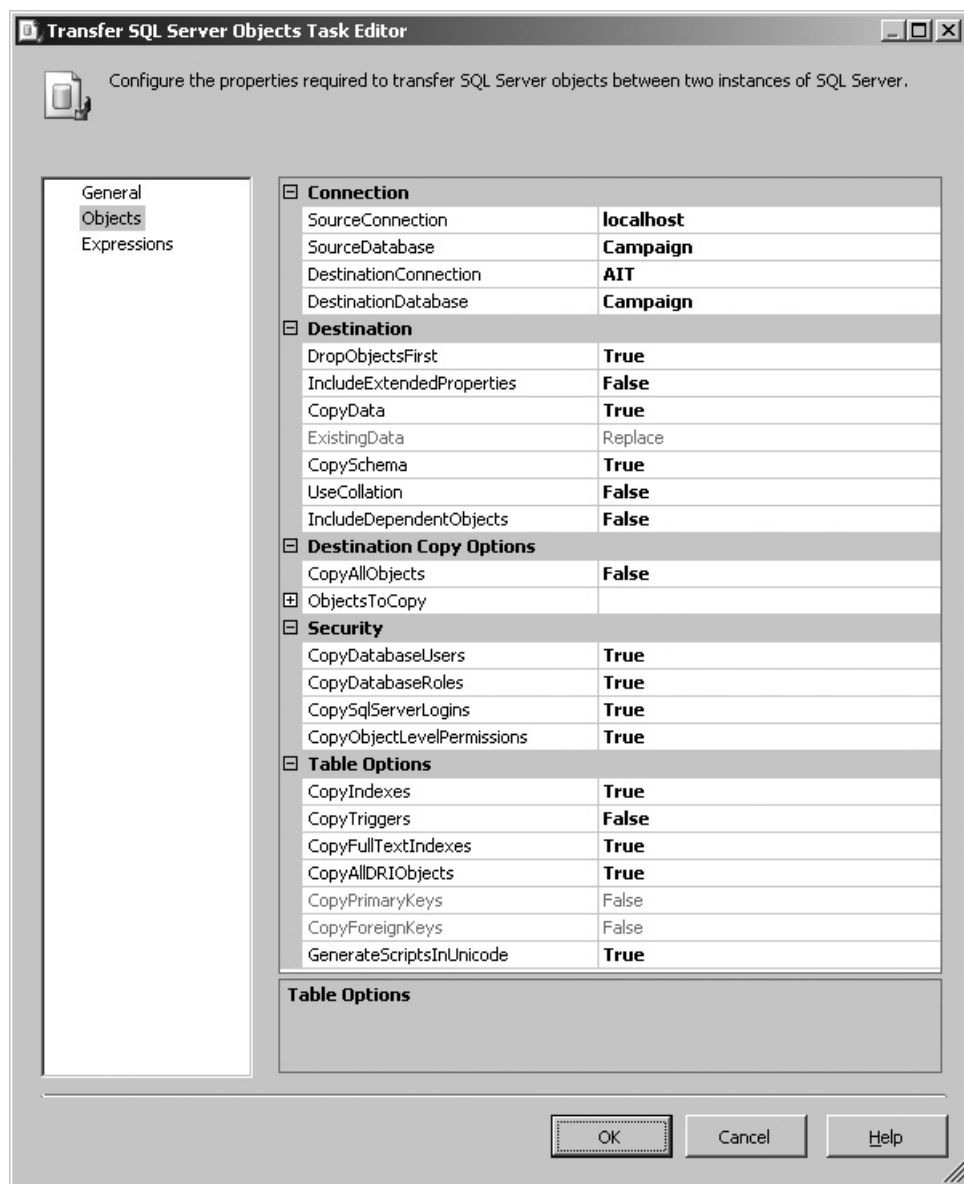 Transfer SQL Server Objects Task Editor
Configure the properties required to transfer SQL Server objects between two instances of SQL Server.
General
Objects
Expressions
Connection
SourceConnection localhost
SourceDatabase Campaign
DestinationConnection AIT
DestinationDatabase Campaign
Destination
DropObjectsFirst True
IncludeExtendedProperties False
CopyData True
ExistingData Replace
CopySchema True
UseCollation False
IncludeDependentObjects False
Destination Copy Options
CopyAllObjects False
ObjectsToCopy
Security
CopyDatabaseUsers True
CopyDatabaseRoles True
CopySqlServerLogins True
CopyObjectLevelPermissions True
Table Options
CopyIndexes True
CopyTriggers False
CopyFullTextIndexes True
CopyAllDRIObjects True
CopyPrimaryKeys False
CopyForeignKeys False
GenerateScriptsInUnicode True
Table Options
OK Cancel Help